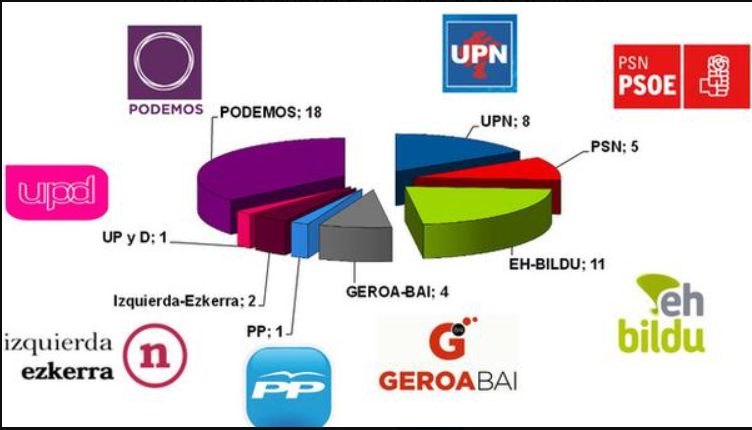 PODEMOS
UPN
PSN
PSOE
PODEMOS; 18
UPN; 8
PSN; 5
upd
UP y D; 1
EH-BILDU; 11
Izquierda-Ezkerra; 2
GEROA-BAI; 4
PP; 1
izquierda
ezkerra
n
PP
G
bai
GEROABAI
eh
bildu